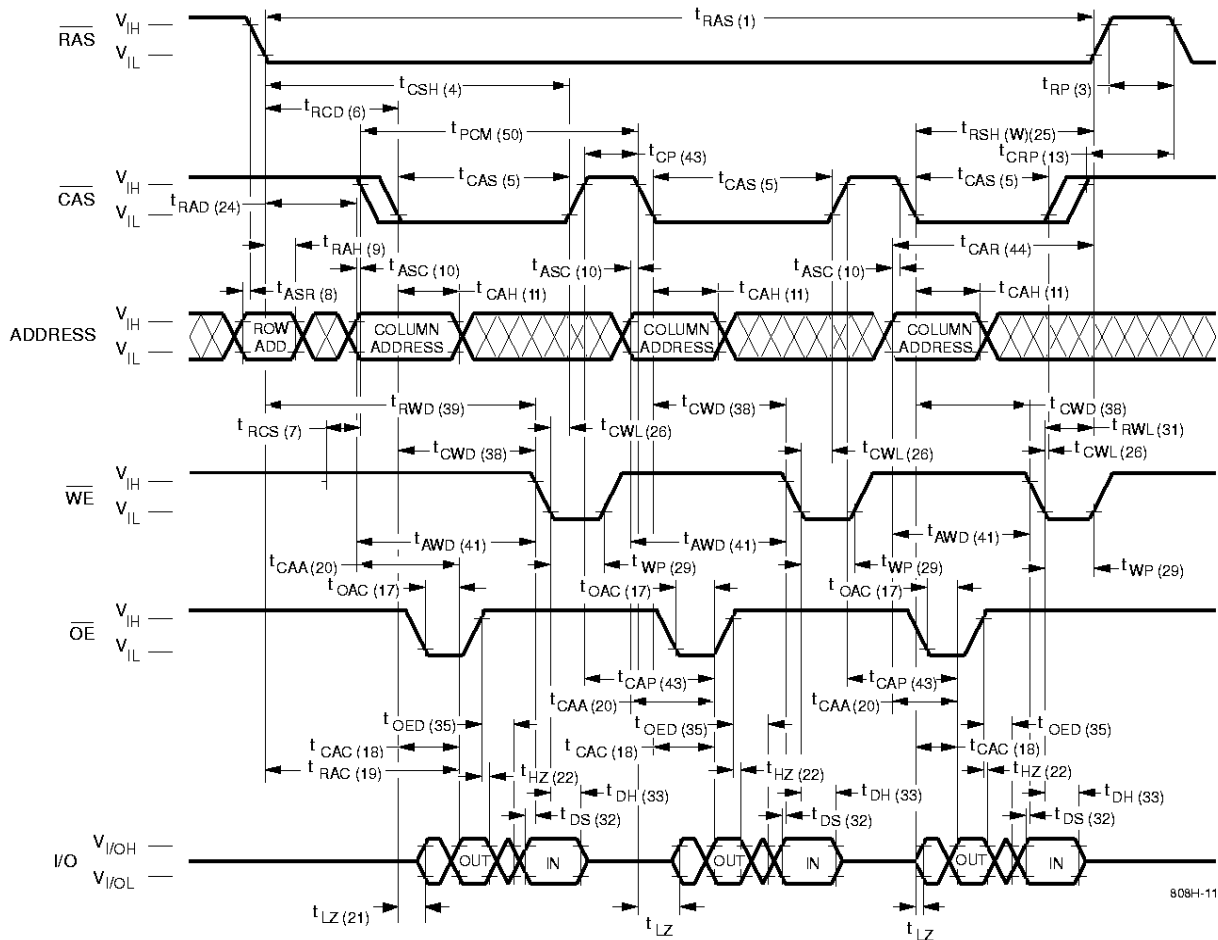 t RAS (1)
RAS
V IH
V IL
t CSH (4)
t RP (3)
t RCD (6)
t PCM (50)
t RSH (W)(25)
t CP (43)
t CRP (13)
CAS
V IH
V IL
t CAS (5)
t CAS (5)
t CAS (5)
t RAD (24)
t RAH (9)
t CAR (44)
t ASC (10)
t ASC (10)
t ASC (10)
t ASR (8)
t CAH (11)
t CAH (11)
t CAH (11)
ADDRESS
V IH
V IL
ROW ADD
COLUMN ADDRESS
COLUMN ADDRESS
COLUMN ADDRESS
t RWD (39)
t CWD (38)
t CWD (38)
t RCS (7)
t CWL (26)
t RWL (31)
t CWD (38)
t CWL (26)
t CWL (26)
WE
V IH
V IL
t AWD (41)
t AWD (41)
t AWD (41)
t CAA (20)
t WP (29)
t WP (29)
t WP (29)
t OAC (17)
t OAC (17)
t OAC (17)
OE
V IH
V IL
t CAP (43)
t CAP (43)
t CAA (20)
t CAA (20)
t OED (35)
t OED (35)
t OED (35)
t CAC (18)
t CAC (18)
t CAC (18)
t RAC (19)
t HZ (22)
t HZ (22)
t HZ (22)
t DH (33)
t DH (33)
t DH (33)
t DS (32)
t DS (32)
t DS (32)
I/O
V I/OH
V I/OL
OUT
IN
OUT
IN
OUT
IN
808H-11
t LZ (21)
t LZ
t LZ